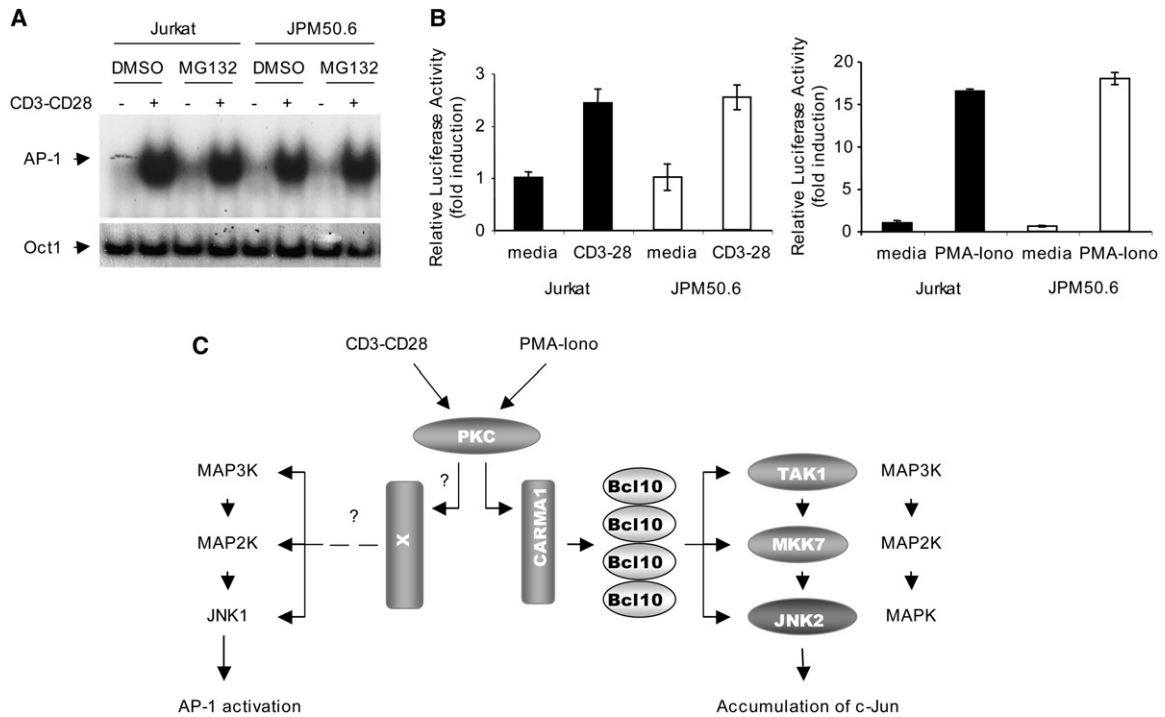 A
Jurkat JPM50.6
DMSO MG132 DMSO MG132
CD3-CD28 - + - + - + - +
AP-1
Oct1
B
Relative Luciferase Activity
(fold induction)
3
2
1
0
media CD3-28 media CD3-28
Jurkat JPM50.6
Relative Luciferase Activity
(fold induction)
20
15
10
5
0
media PMA-Iono media PMA-Iono
Jurkat JPM50.6
C
CD3-CD28 PMA-Iono
PKC
? ?
MAP3K
MAP2K
JNK1
AP-1 activation
X
CARMA1
Bcl10
Bcl10
Bcl10
Bcl10
TAK1 MAP3K
MKK7 MAP2K
JNK2 MAPK
Accumulation of c-Jun